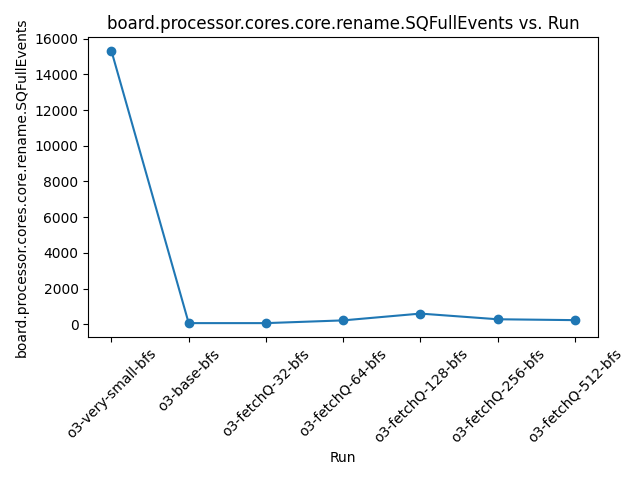 board.processor.cores.core.rename.SQFullEvents vs. Run
board.processor.cores.core.rename.SQFullEvents
16000
14000
12000
10000
8000
6000
4000
2000
0
o3-very-small-bfs
o3-base-bfs
o3-fetchQ-32-bfs
o3-fetchQ-64-bfs
o3-fetchQ-128-bfs
o3-fetchQ-256-bfs
o3-fetchQ-512-bfs
Run